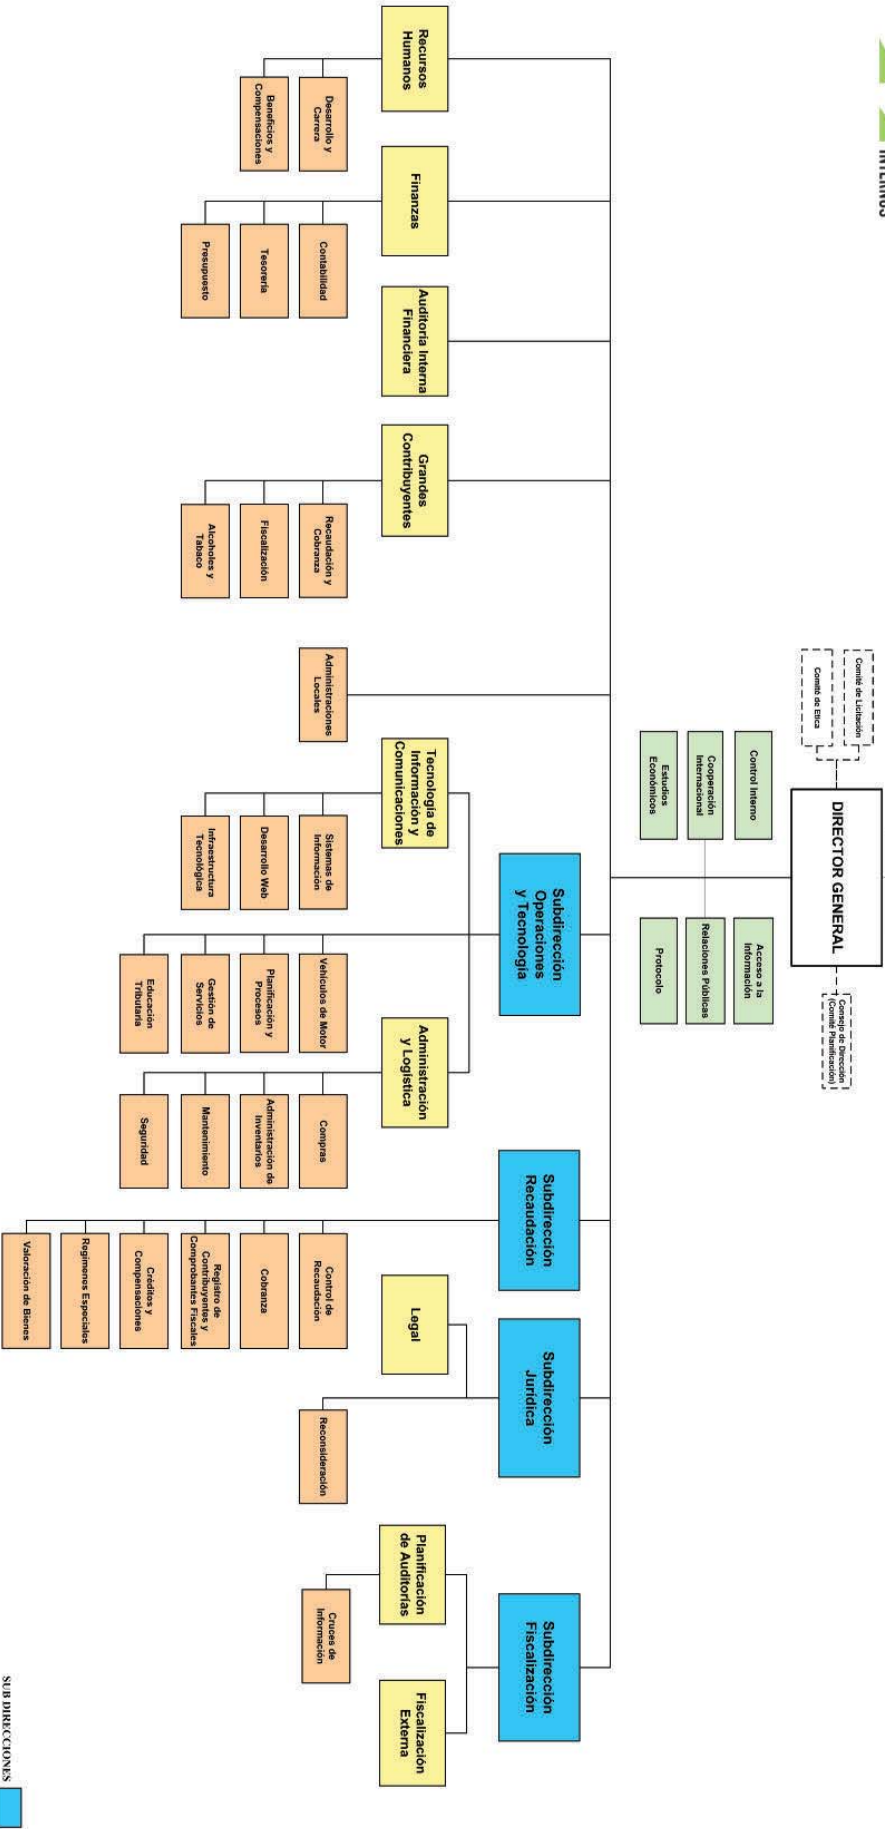 INTERNOS
Comité de Licitación
Comité de Etica
DIRECTOR GENERAL
Consejo de Dirección
(Comité Planificación)
Control Interno
Cooperación
Internacional
Estudios
Económicos
Acceso a la
Información
Relaciones Públicas
Protocolo
Recursos
Humanos
Desarrollo y
Carrera
Beneficios y
Compensaciones
Finanzas
Contabilidad
Tesorería
Presupuesto
Auditoría Interna
Financiera
Grandes
Contribuyentes
Recaudación y
Cobranza
Fiscalización
Alcoholes y
Tabaco
Administraciones
Locales
Subdirección
Operaciones
y Tecnología
Tecnología de
Información y
Comunicaciones
Sistemas de
Información
Desarrollo Web
Infraestructura
Tecnológica
Vehículos de Motor
Planificación y
Procesos
Gestión de
Servicios
Educación
Tributaria
Administración
y Logística
Compras
Administración de
Inventarios
Mantenimiento
Seguridad
Subdirección
Recaudación
Control de
Recaudación
Cobranza
Registro de
Contribuyentes y
Comprobantes Fiscales
Créditos y
Compensaciones
Regímenes Especiales
Valoración de Bienes
Subdirección
Jurídica
Legal
Reconsideración
Subdirección
Fiscalización
Planificación
de Auditorías
Cruces de
Información
Fiscalización
Externa
SUB DIRECCIONES